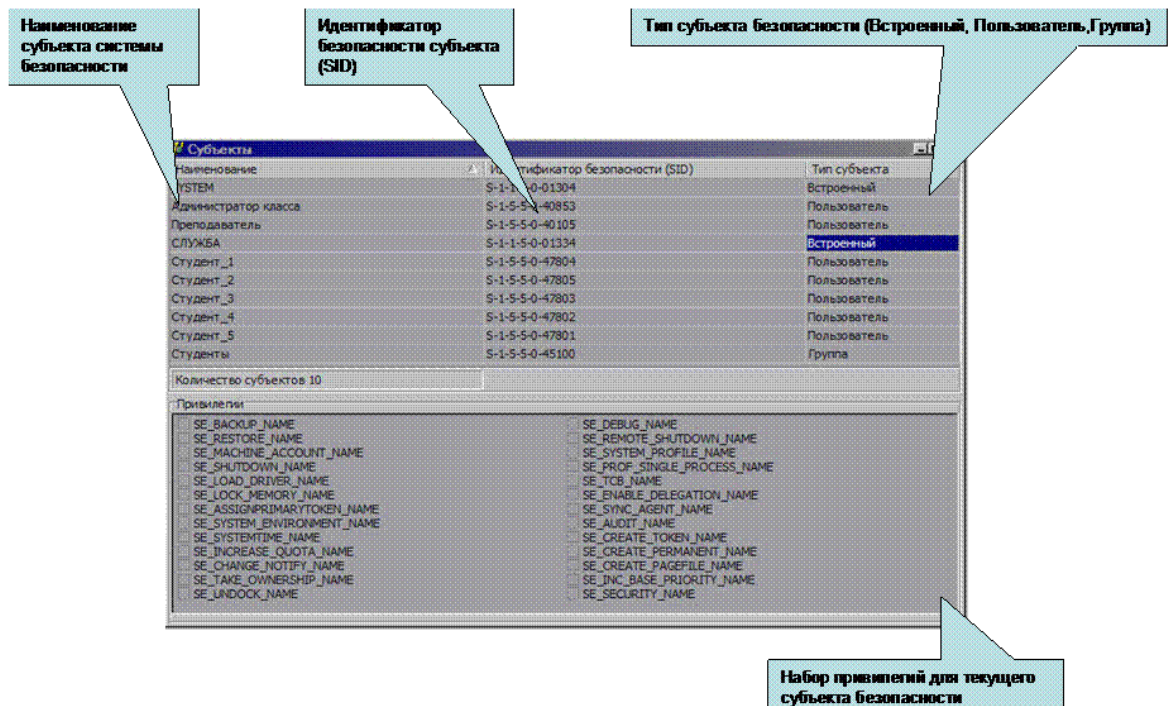 Наименование
субъекта системы
безопасности
Идентификатор
безопасности субъекта
(SID)
Тип субъекта безопасности (Встроенный, Пользователь,Группа)
Субъекты
Наименование Идентификатор безопасности (SID) Тип субъекта
SYSTEM Встроенный
Администратор класса Пользователь
Преподаватель S-1-5-5-0-40105 Пользователь
СЛУЖБА S-1-1-5-0-01334 Встроенный
Студент_1 S-1-5-5-0-47804 Пользователь
Студент_2 S-1-5-5-0-47805 Пользователь
Студент_3 S-1-5-5-0-47803 Пользователь
Студент_4 S-1-5-5-0-47802 Пользователь
Студент_5 S-1-5-5-0-47801 Пользователь
Студенты S-1-5-5-0-45100 Группа
Количество субъектов 10
Привилегии
SE_BACKUP_NAME SE_DEBUG_NAME
SE_RESTORE_NAME SE_REMOTE_SHUTDOWN_NAME
SE_MACHINE_ACCOUNT_NAME SE_SYSTEM_PROFILE_NAME
SE_SHUTDOWN_NAME SE_PROF_SINGLE_PROCESS_NAME
SE_LOAD_DRIVER_NAME SE_TCB_NAME
SE_LOCK_MEMORY_NAME SE_ENABLE_DELEGATION_NAME
SE_ASSIGNPRIMARYTOKEN_NAME SE_SYNC_AGENT_NAME
SE_SYSTEM_ENVIRONMENT_NAME SE_AUDIT_NAME
SE_SYSTEMTIME_NAME SE_CREATE_TOKEN_NAME
SE_INCREASE_QUOTA_NAME SE_CREATE_PERMANENT_NAME
SE_CHANGE_NOTIFY_NAME SE_CREATE_PAGEFILE_NAME
SE_TAKE_OWNERSHIP_NAME SE_INC_BASE_PRIORITY_NAME
SE_UNDOCK_NAME SE_SECURITY_NAME
Набор привилегий для текущего
субъекта безопасности